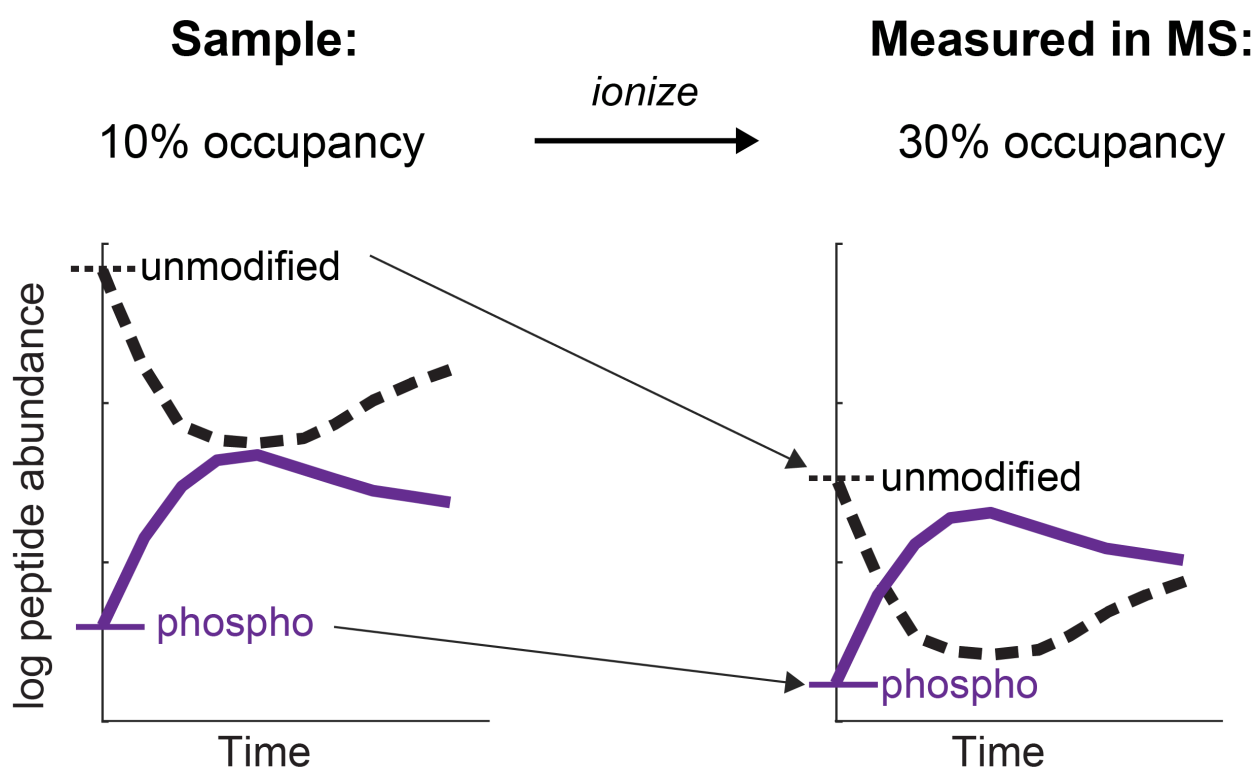 Sample:
Measured in MS:
ionize
10% occupancy
30% occupancy
log peptide abundance
unmodified
phospho
Time
unmodified
phospho
Time